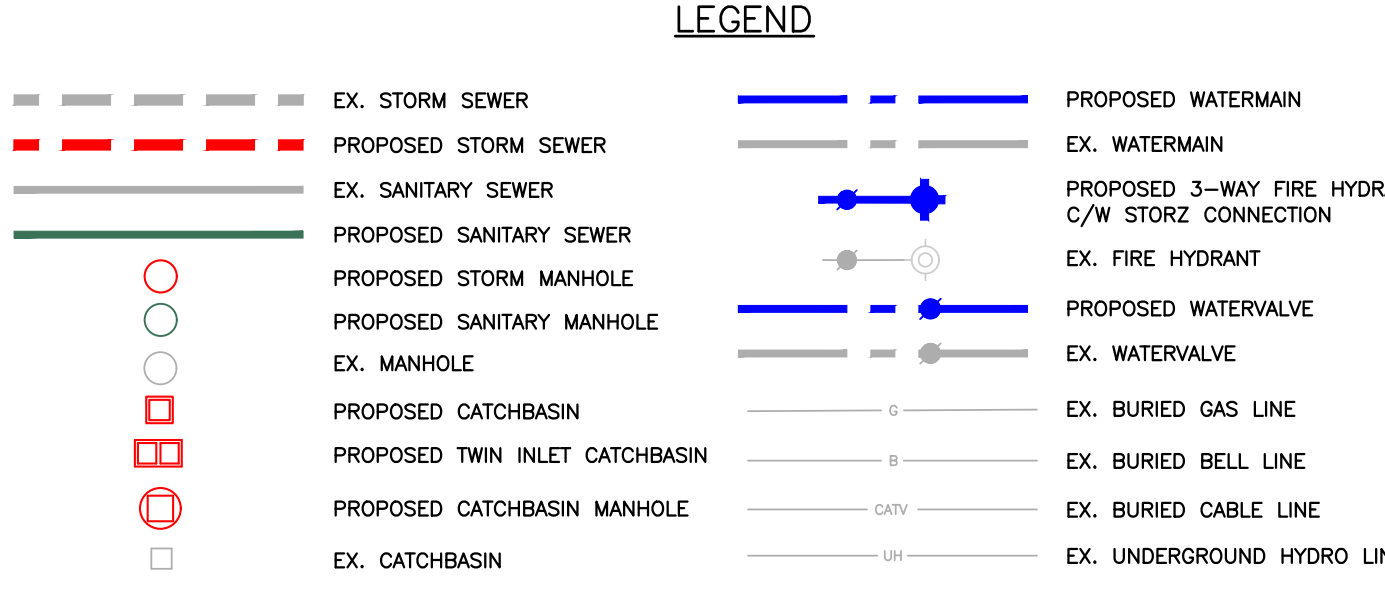 LEGEND
EX. STORM SEWER
PROPOSED STORM SEWER
EX. SANITARY SEWER
PROPOSED SANITARY SEWER
PROPOSED STORM MANHOLE
PROPOSED SANITARY MANHOLE
EX. MANHOLE
PROPOSED CATCHBASIN
PROPOSED TWIN INLET CATCHBASIN
PROPOSED CATCHBASIN MANHOLE
EX. CATCHBASIN
PROPOSED WATERMAIN
EX. WATERMAIN
PROPOSED 3-WAY FIRE
C/W STORZ CONNECTION
EX. FIRE HYDRANT
PROPOSED WATERVALVE
EX. WATERVALVE
G EX. BURIED GAS LINE
B EX. BURIED BELL LINE
CATV EX. BURIED CABLE LINE
UH EX. UNDERGROUND HYDRO